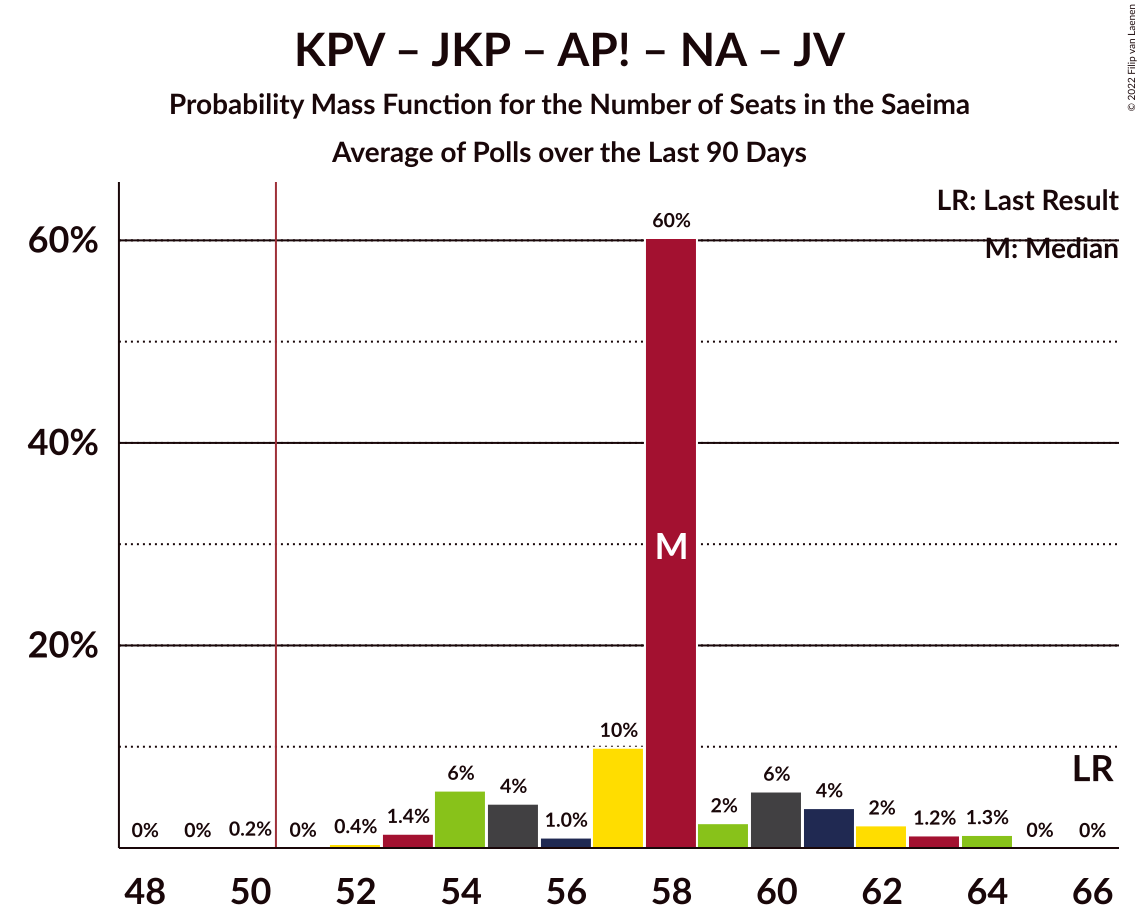 KPV – JKP – AP! – NA – JV
Probability Mass Function for the Number of Seats in the Saeima
Average of Polls over the Last 90 Days
© 2022 Filip van Laenen
LR: Last Result
M: Median
60%
40%
20%
0%
0%
0.2%
0%
0.4%
1.4%
6%
4%
1.0%
10%
60%
M
2%
6%
4%
2%
1.2%
1.3%
0%
0%
LR
48 50 52 54 56 58 60 62 64 66